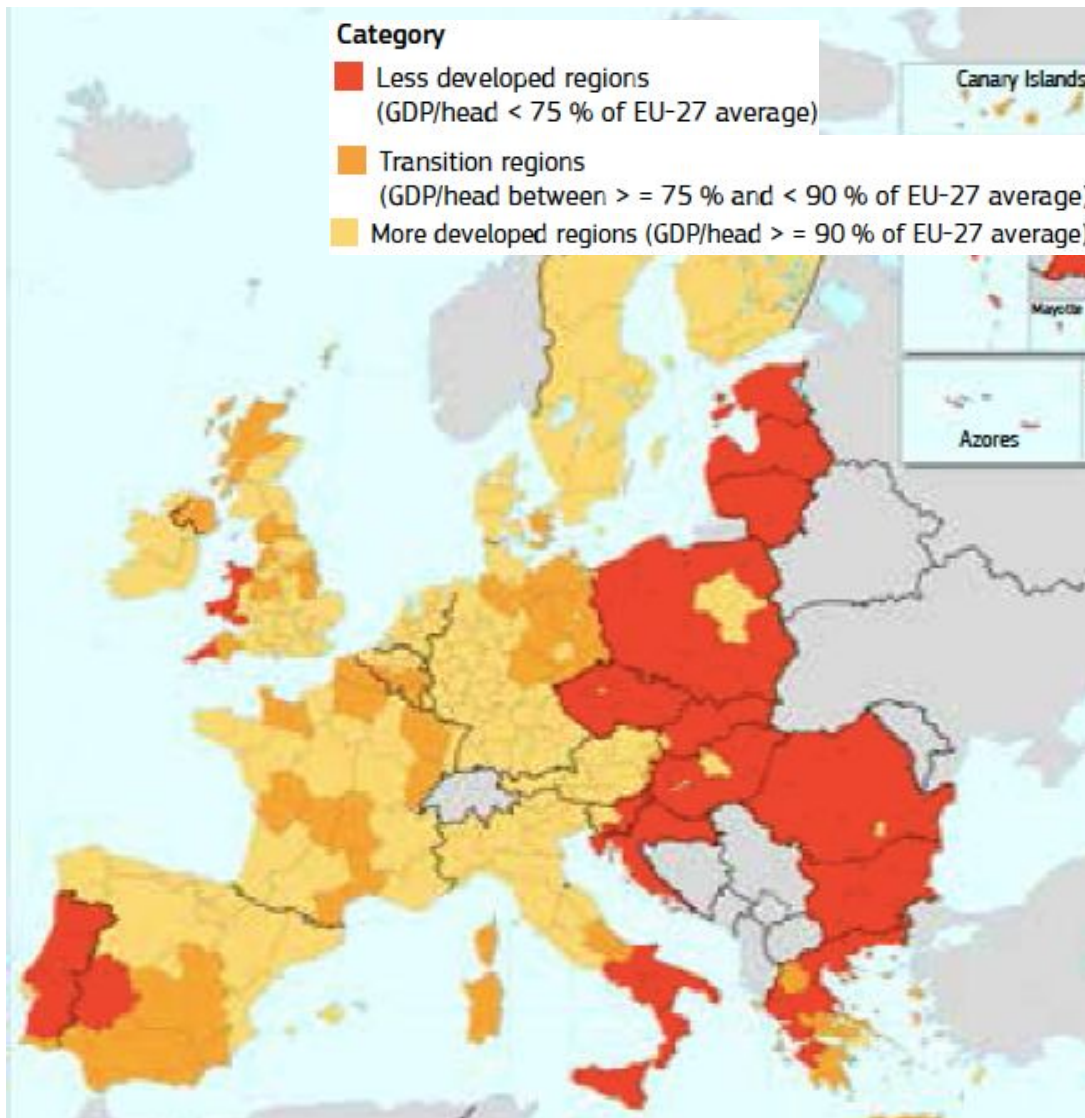 Category
Less developed regions
(GDP/head < 75 % of EU-27 average)
Transition regions
(GDP/head between > = 75 % and < 90 % of EU-27 average)
More developed regions (GDP/head > = 90 % of EU-27 average)
Canary Islands
Mayotte
Azores